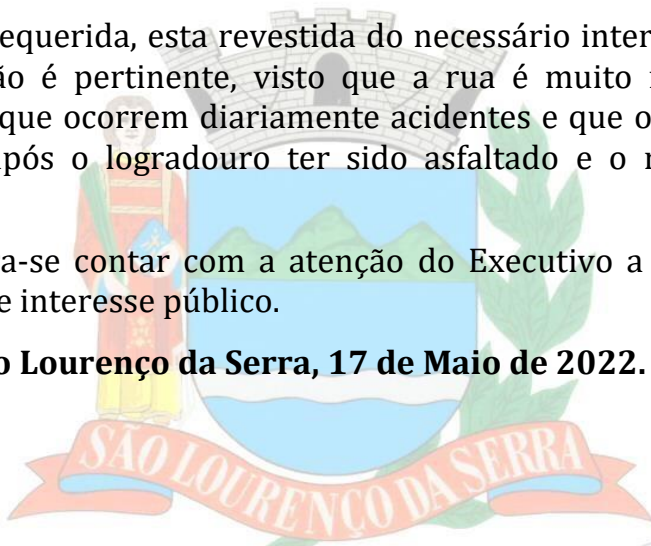 equerida, esta revestida do necessário inter
ão é pertinente, visto que a rua é muito
que ocorrem diariamente acidentes e que o
pós o logradouro ter sido asfaltado e o
a-se contar com a atenção do Executivo a
e interesse público.
o Lourenço da Serra, 17 de Maio de 2022.
SÃO LOURENÇO DA SERRA